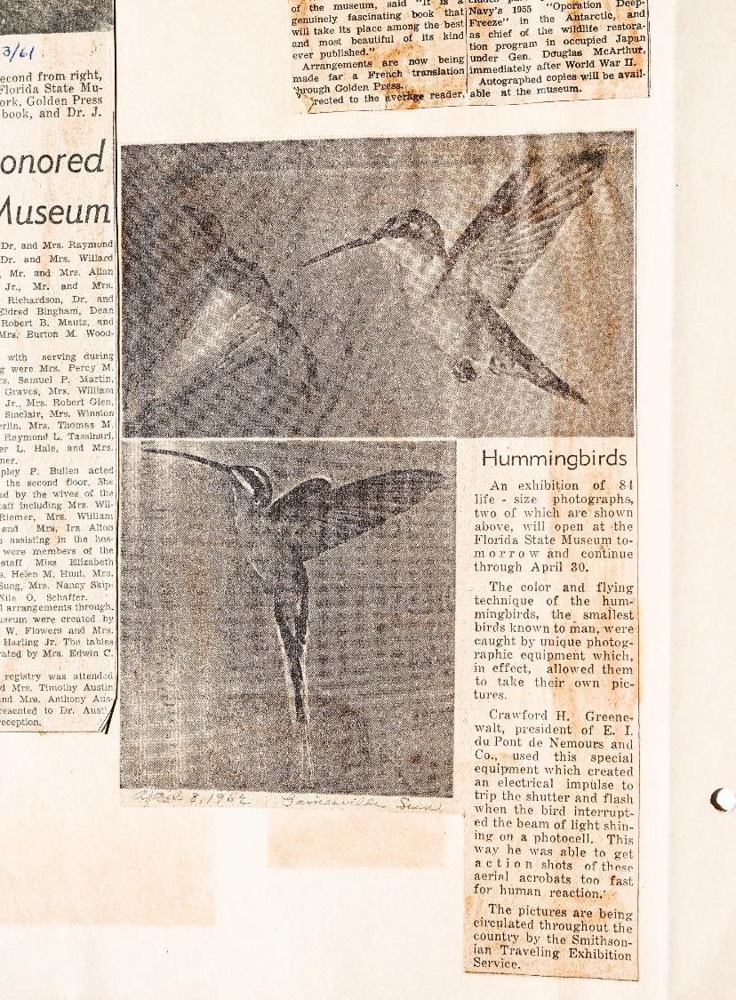 3/61
econd from right,
Florida State Mu-
ork, Golden Press
book, and Dr. J.
onored
Museum
Dr. and Mrs. Raymond
Dr. and Mrs. Willard
, Mr. and Mrs. Allan
Jr., Mr. and Mrs.
Richardson, Dr. and
Eldred Bingham, Dean
Robert B. Mautz, and
Mrs. Burton M. Wood-
with serving during
g were Mrs. Percy M.
rs. Samuel P. Martin,
Graves, Mrs. William
Jr., Mrs. Robert Glen,
Sinclair, Mrs. Winston
erlin, Mrs. Thomas M.
Raymond L. Tassinari,
er L. Hale, and Mrs.
ner.
pley P. Bullen acted
the second floor. She
ed by the wives of the
aff including Mrs. Wil-
Riemer, Mrs. William
and Mrs. Ira Alton
o assisting in the hos-
were members of the
staff Miss Elizabeth
s. Helen M. Hunt, Mrs.
Sung, Mrs. Nancy Skip-
Nile O. Schaffer.
l arrangements through.
useum were created by
W. Flowers and Mrs.
Harling Jr. The tables
rated by Mrs. Edwin C.
registry was attended
d Mrs. Timothy Austin
and Mrs. Anthony Aus-
resented to Dr. Aust
eception.
of the museum, said "It is a
genuinely fascinating book that
will take its place among the best
and most beautiful of its kind
ever published."
Arrangements are now being
made far a French translation
through Golden Press.
rected to the average reader,
Navy's 1955 "Operation Deep-
Freeze" in the Antarctic, and
as chief of the wildlife restora-
tion program in occupied Japan
under Gen. Douglas McArthur,
immediately after World War II.
Autographed copies will be avail-
able at the museum.
Hummingbirds
An exhibition of 84
life - size photographs,
two of which are shown
above, will open at the
Florida State Museum to-
morrow and continue
through April 30.
The color and flying
technique of the hum-
mingbirds, the smallest
birds known to man, were
caught by unique photog-
raphic equipment which,
in effect, allowed them
to take their own pic-
tures.
Crawford H. Greene-
walt, president of E. I.
du Pont de Nemours and
Co., used this special
equipment which created
an electrical impulse to
trip the shutter and flash
when the bird interrupt-
ed the beam of light shin-
ing on a photocell. This
way he was able to get
action shots of these
aerial acrobats too fast
for human reaction.
The pictures are being
circulated throughout the
country by the Smithson-
ian Traveling Exhibition
Service.
April 8, 1962 Gainesville Sun